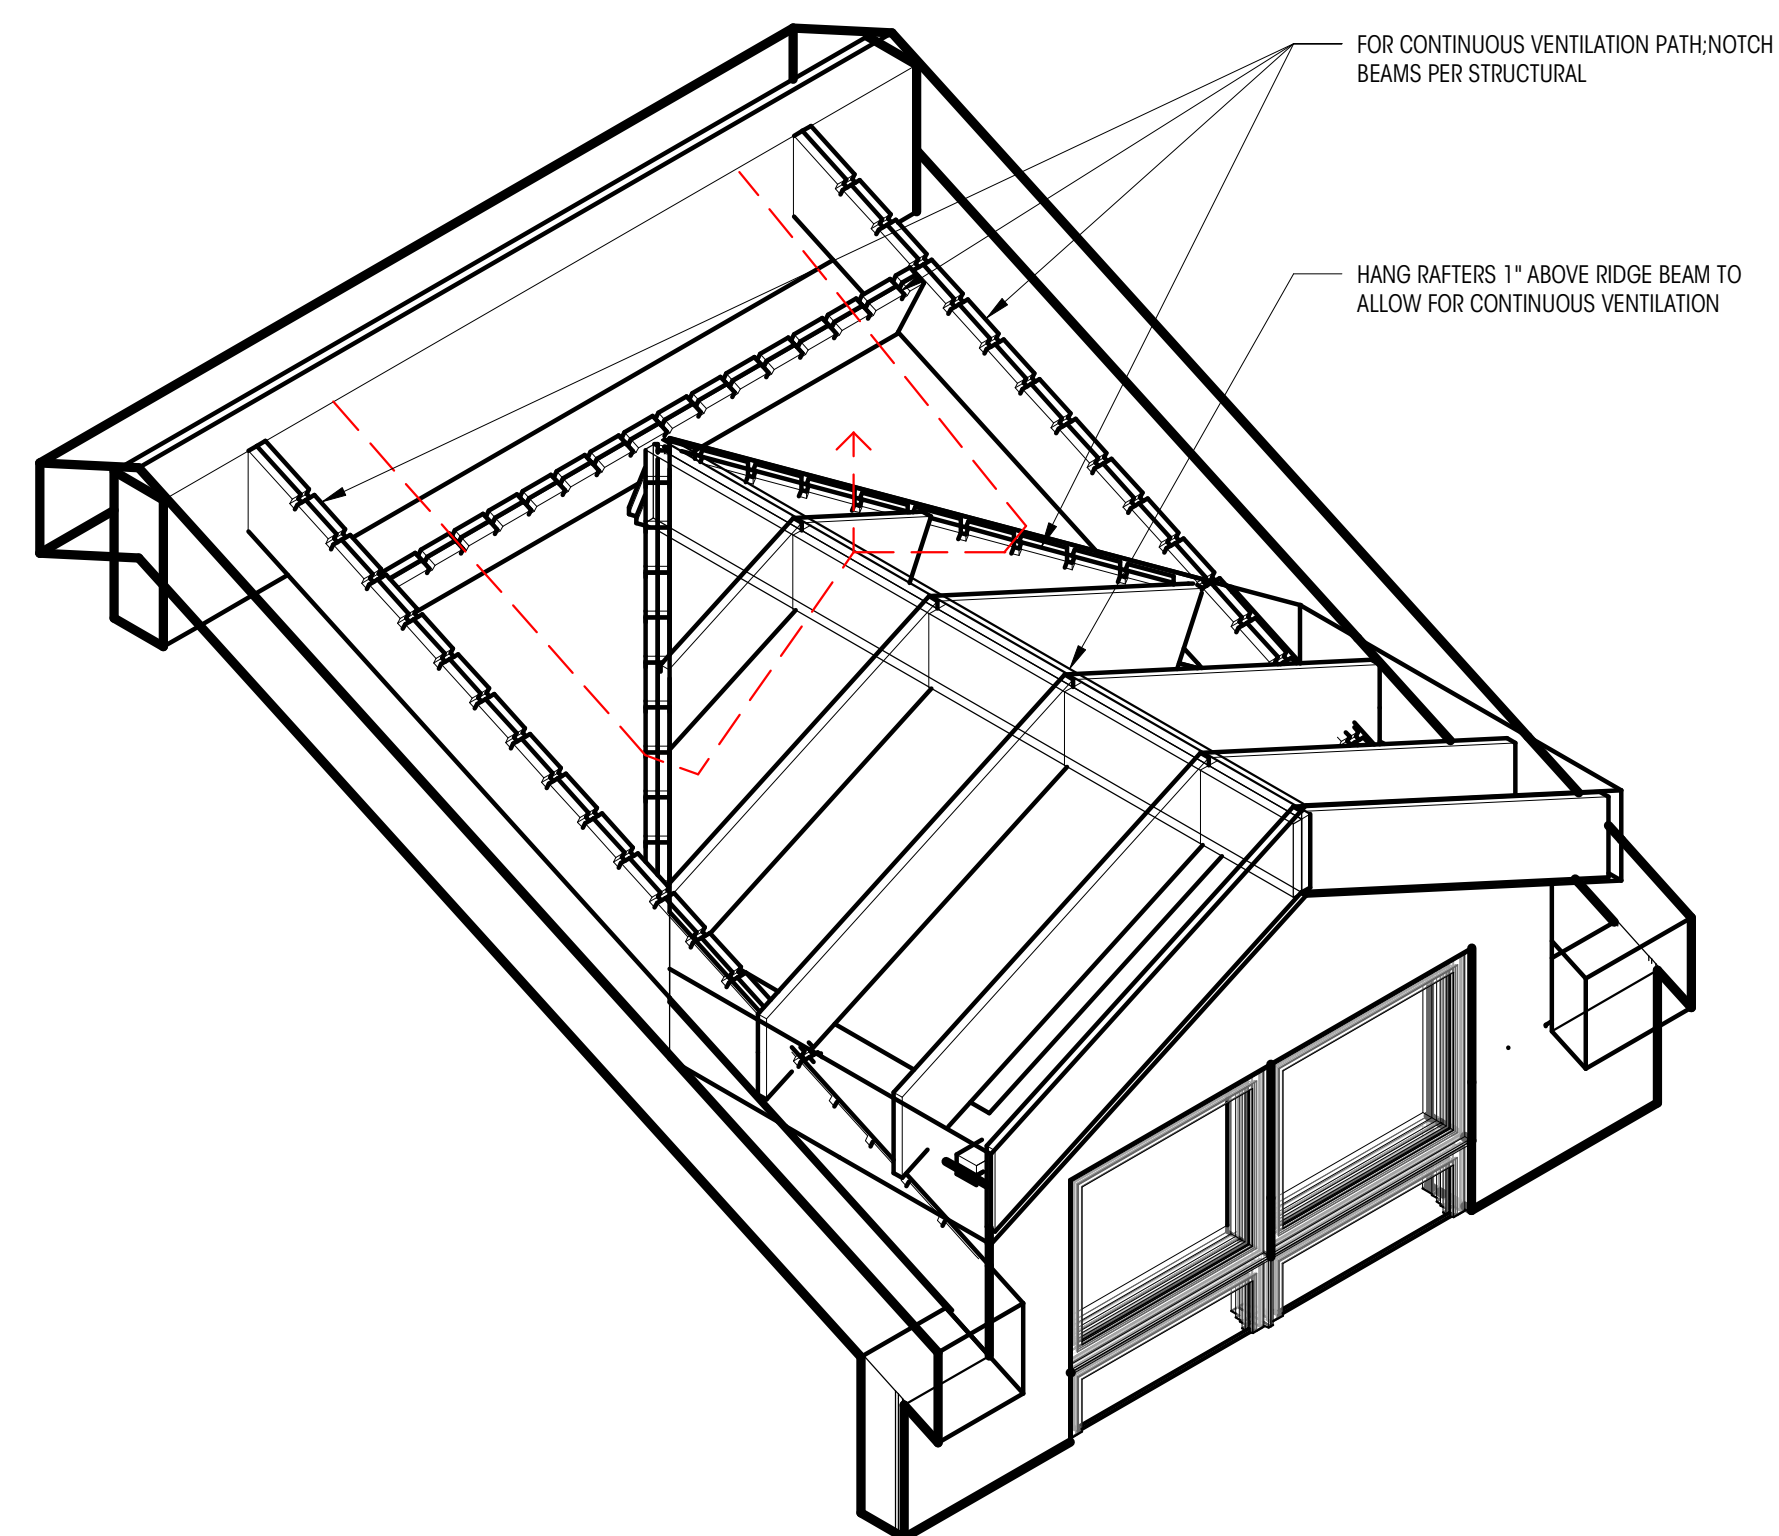 FOR CONTINUOUS VENTILATION PATH;NOTCH
BEAMS PER STRUCTURAL
HANG RAFTERS 1" ABOVE RIDGE BEAM TO
ALLOW FOR CONTINUOUS VENTILATION